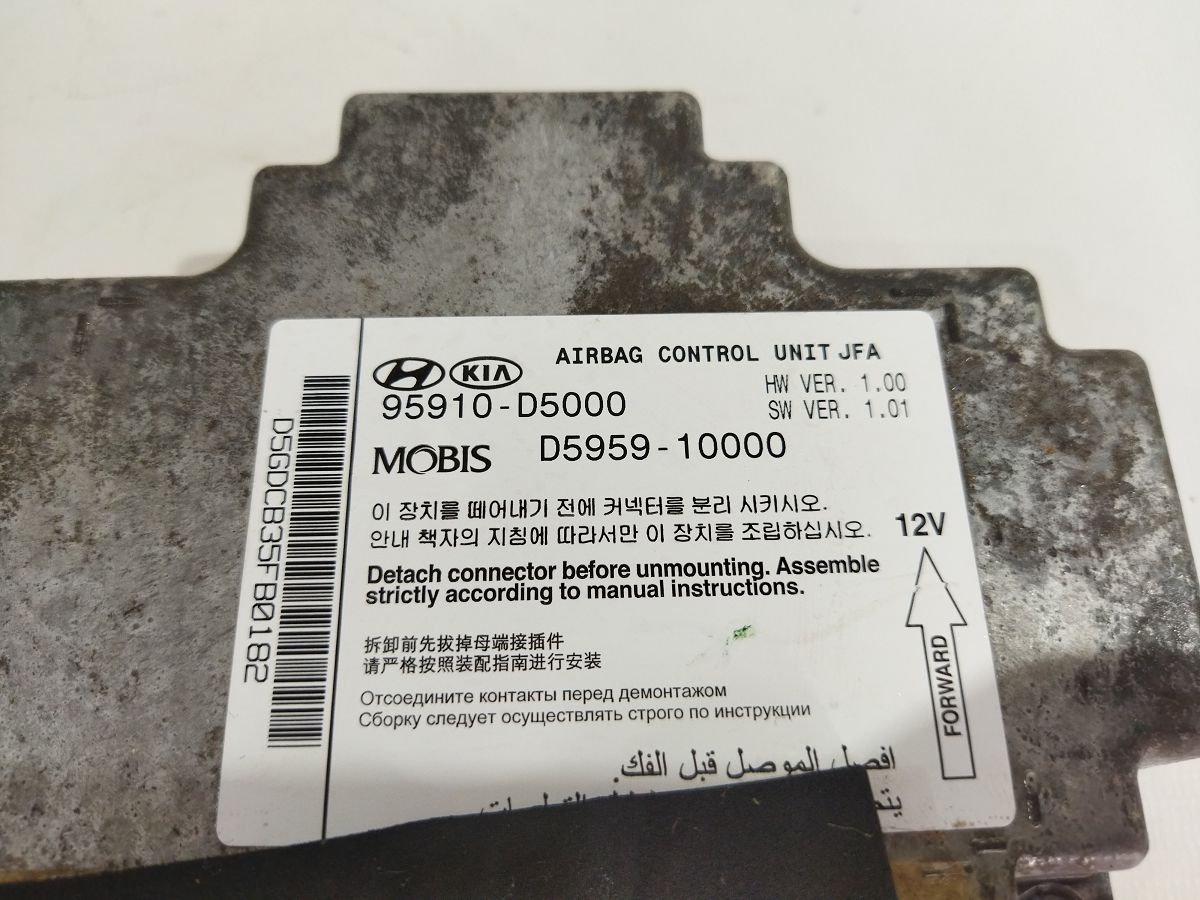 AIRBAG CONTROL UNIT JFA
KIA
HW VER. 1.00
95910-D5000
SW VER. 1.01
MOBIS D5959-10000
D5GDCB35FB0182
이 장치를 떼어내기 전에 커넥터를 분리 시키시오.
안내 책자의 지침에 따라서만 이 장치를 조립하십시오.
12V
Detach connector before unmounting. Assemble
strictly according to manual instructions.
FORWARD
拆卸前先拔掉母端接插件
请严格按照装配指南进行安装
Отсоедините контакты перед демонтажом
Сборку следует осуществлять строго по инструкции
افصل الموصل قبل الفك.